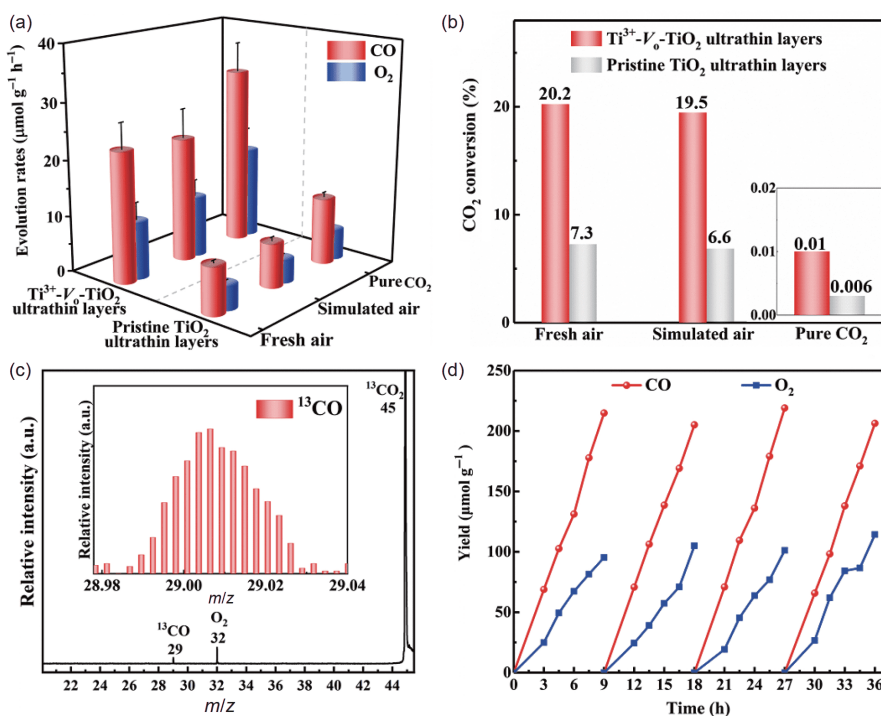 (a)
CO
O₂
Evolution rates (μmol g⁻¹ h⁻¹)
40
30
20
10
0
Ti³⁺-Vₒ-TiO₂
ultrathin layers
Pristine TiO₂
ultrathin layers
Fresh air
Simulated air
Pure CO₂
(b)
Ti³⁺-Vₒ-TiO₂ ultrathin layers
Pristine TiO₂ ultrathin layers
CO₂ conversion (%)
20
10
0
20.2
7.3
19.5
6.6
0.02
0.01
0.00
0.01
0.006
Fresh air
Simulated air
Pure CO₂
(c)
Relative intensity (a.u.)
Relative intensity (a.u.)
¹³CO
28.98
29.00
29.02
29.04
m/z
¹³CO₂
45
¹³CO
29
O₂
32
20
22
24
26
28
30
32
34
36
38
40
42
44
m/z
(d)
CO
O₂
Yield (μmol g⁻¹)
250
200
150
100
50
0
0
3
6
9
12
15
18
21
24
27
30
33
36
Time (h)